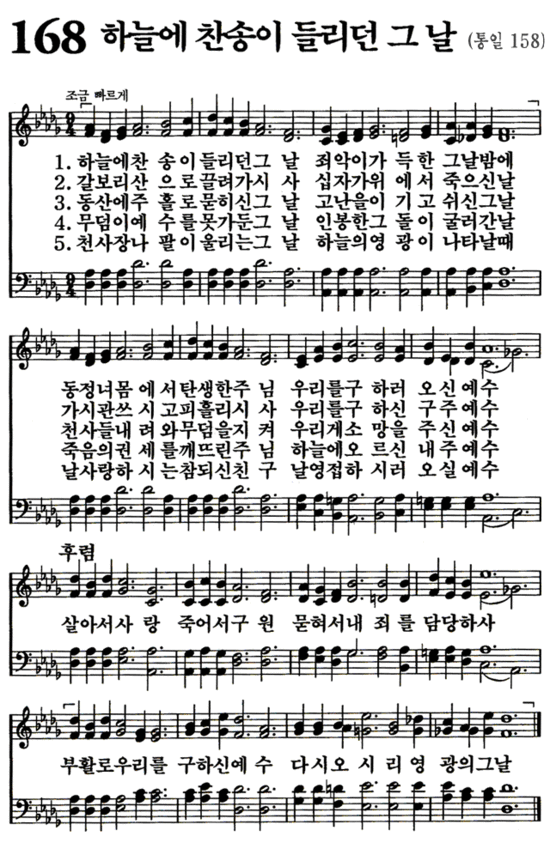 168 하늘에 찬송이 들리던 그 날 (통일 158)
조금 빠르게
1. 하늘에찬 송이들리던그 날 죄악이가 득한 그날밤에
2. 갈보리산 으로끌려가시 사 십자가위 에서 죽으신날
3. 동산에주 홀로묻히신그 날 고난을이 기고 쉬신그날
4. 무덤이예 수를못가둔그 날 인봉한그 돌이 굴러간날
5. 천사장나 팔이울리는그 날 하늘의영 광이 나타날때
동정녀몸 에서탄생한주 님 우리를구 하러 오신예수
가시관쓰 시고피흘리시 사 우리를구 하신 구주예수
천사들내 려와무덤을지 켜 우리게소 망을 주신예수
죽음의권 세를깨뜨린주 님 하늘에오 르신 내주예수
날사랑하 시는참되신친 구 날영접하 시러 오실예수
후렴
살아서사 랑 죽어서구 원 묻혀서내 죄를 담당하사
부활로우리를 구하신예 수 다시오 시리영 광의그날